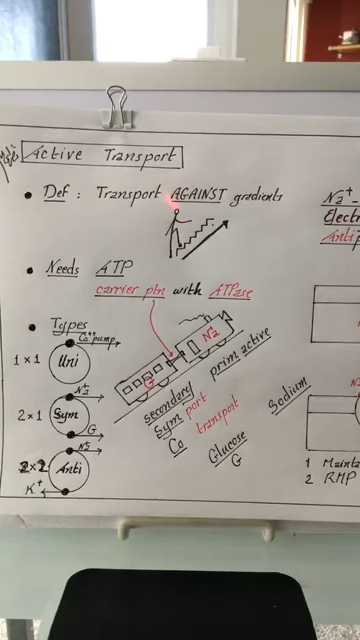 Active Transport
Def : Transport AGAINST gradients
Needs ATP
carrier ptn with ATPase
Types
Ca++ pump
1 x 1 Uni
Na+
2 x 1 Sym
G
Na+
2 x 2 Anti
K+
Na+
G
prim active
secondary
Sym port
Co transport
Glucose
G
Na+ -
Electr
Antip
Sodium
N
1 Mainta
2 RMP